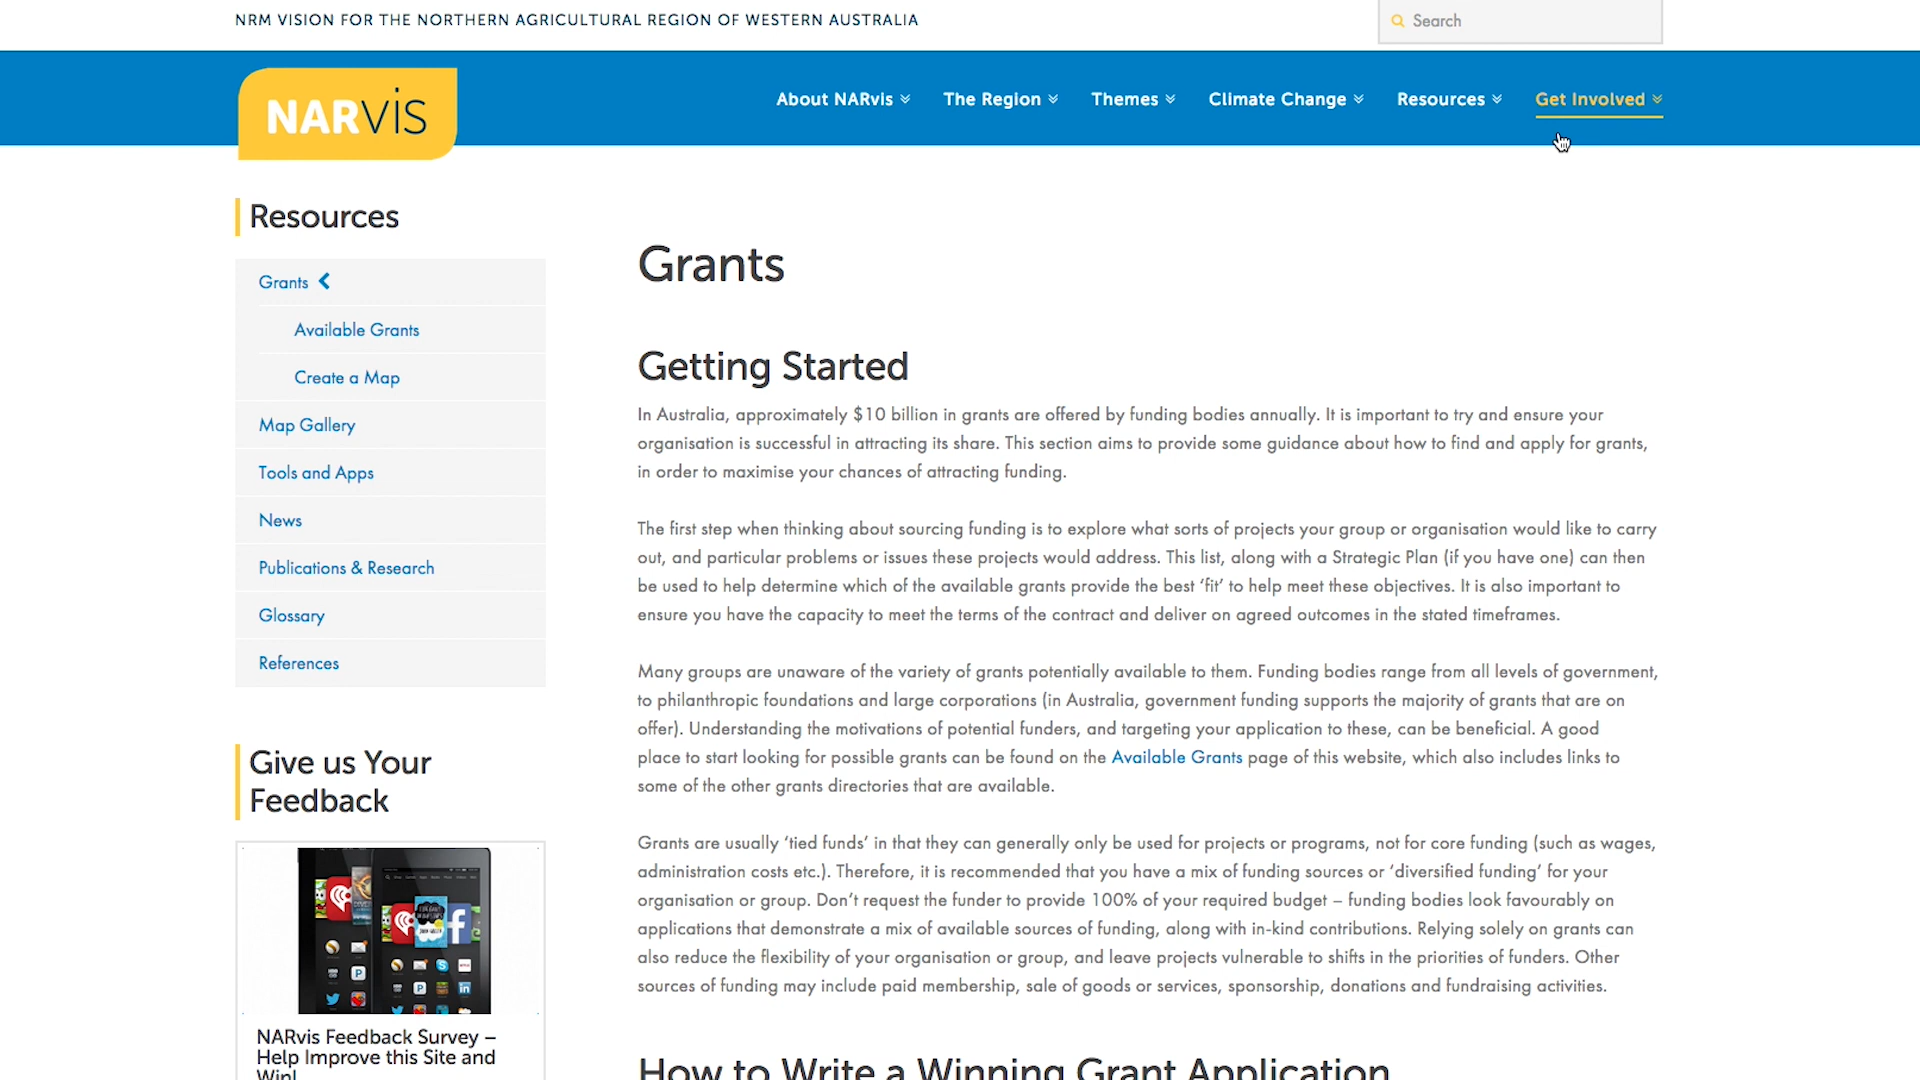 NRM VISION FOR THE NORTHERN AGRICULTURAL REGION OF WESTERN AUSTRALIA
Search
NARVIS
About NARvis
The Region
Themes
Climate Change
Resources
Get Involved
Resources
Grants
Available Grants
Create a Map
Map Gallery
Tools and Apps
News
Publications & Research
Glossary
References
Give us Your
Feedback
NARvis Feedback Survey –
Help Improve this Site and
Win!
Grants
Getting Started
In Australia, approximately $10 billion in grants are offered by funding bodies annually. It is important to try and ensure your
organisation is successful in attracting its share. This section aims to provide some guidance about how to find and apply for grants,
in order to maximise your chances of attracting funding.
The first step when thinking about sourcing funding is to explore what sorts of projects your group or organisation would like to carry
out, and particular problems or issues these projects would address. This list, along with a Strategic Plan (if you have one) can then
be used to help determine which of the available grants provide the best ‘fit’ to help meet these objectives. It is also important to
ensure you have the capacity to meet the terms of the contract and deliver on agreed outcomes in the stated timeframes.
Many groups are unaware of the variety of grants potentially available to them. Funding bodies range from all levels of government,
to philanthropic foundations and large corporations (in Australia, government funding supports the majority of grants that are on
offer). Understanding the motivations of potential funders, and targeting your application to these, can be beneficial. A good
place to start looking for possible grants can be found on the Available Grants page of this website, which also includes links to
some of the other grants directories that are available.
Grants are usually ‘tied funds’ in that they can generally only be used for projects or programs, not for core funding (such as wages,
administration costs etc.). Therefore, it is recommended that you have a mix of funding sources or ‘diversified funding’ for your
organisation or group. Don’t request the funder to provide 100% of your required budget – funding bodies look favourably on
applications that demonstrate a mix of available sources of funding, along with in-kind contributions. Relying solely on grants can
also reduce the flexibility of your organisation or group, and leave projects vulnerable to shifts in the priorities of funders. Other
sources of funding may include paid membership, sale of goods or services, sponsorship, donations and fundraising activities.
How to Write a Winning Grant Application